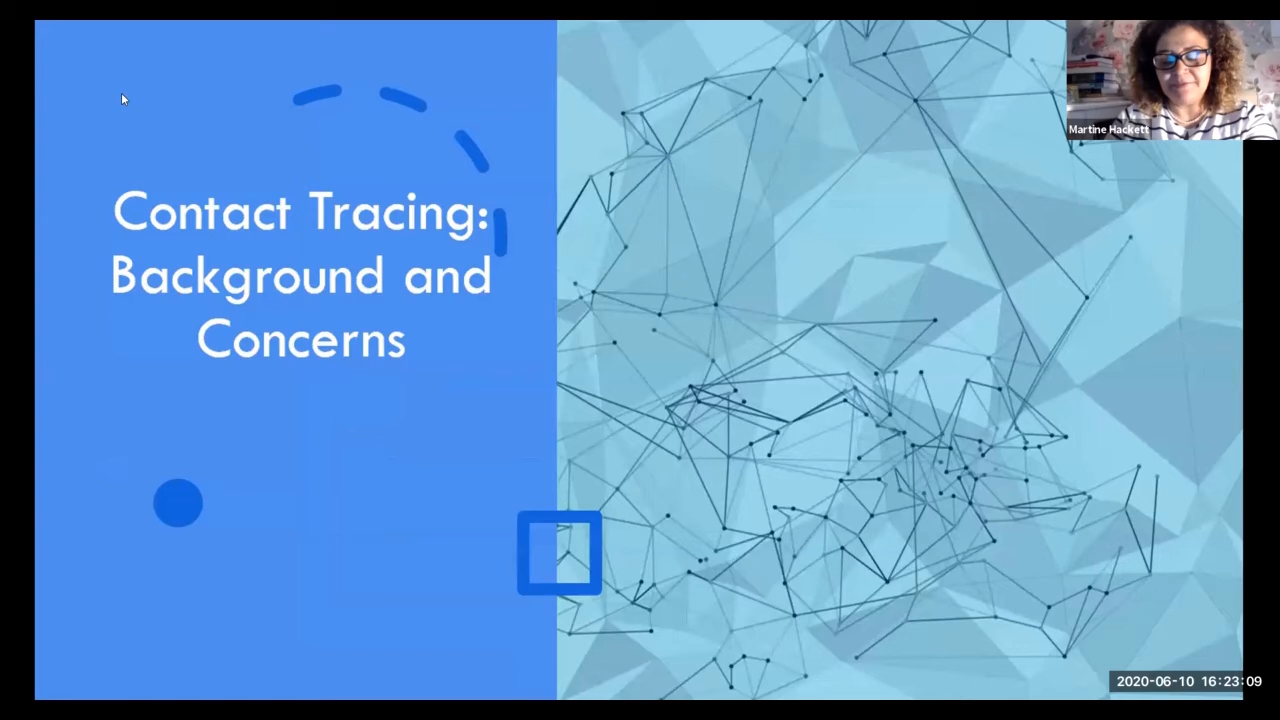 Contact Tracing:
Background and
Concerns
Martine Hackett
2020-06-10 16:23:09